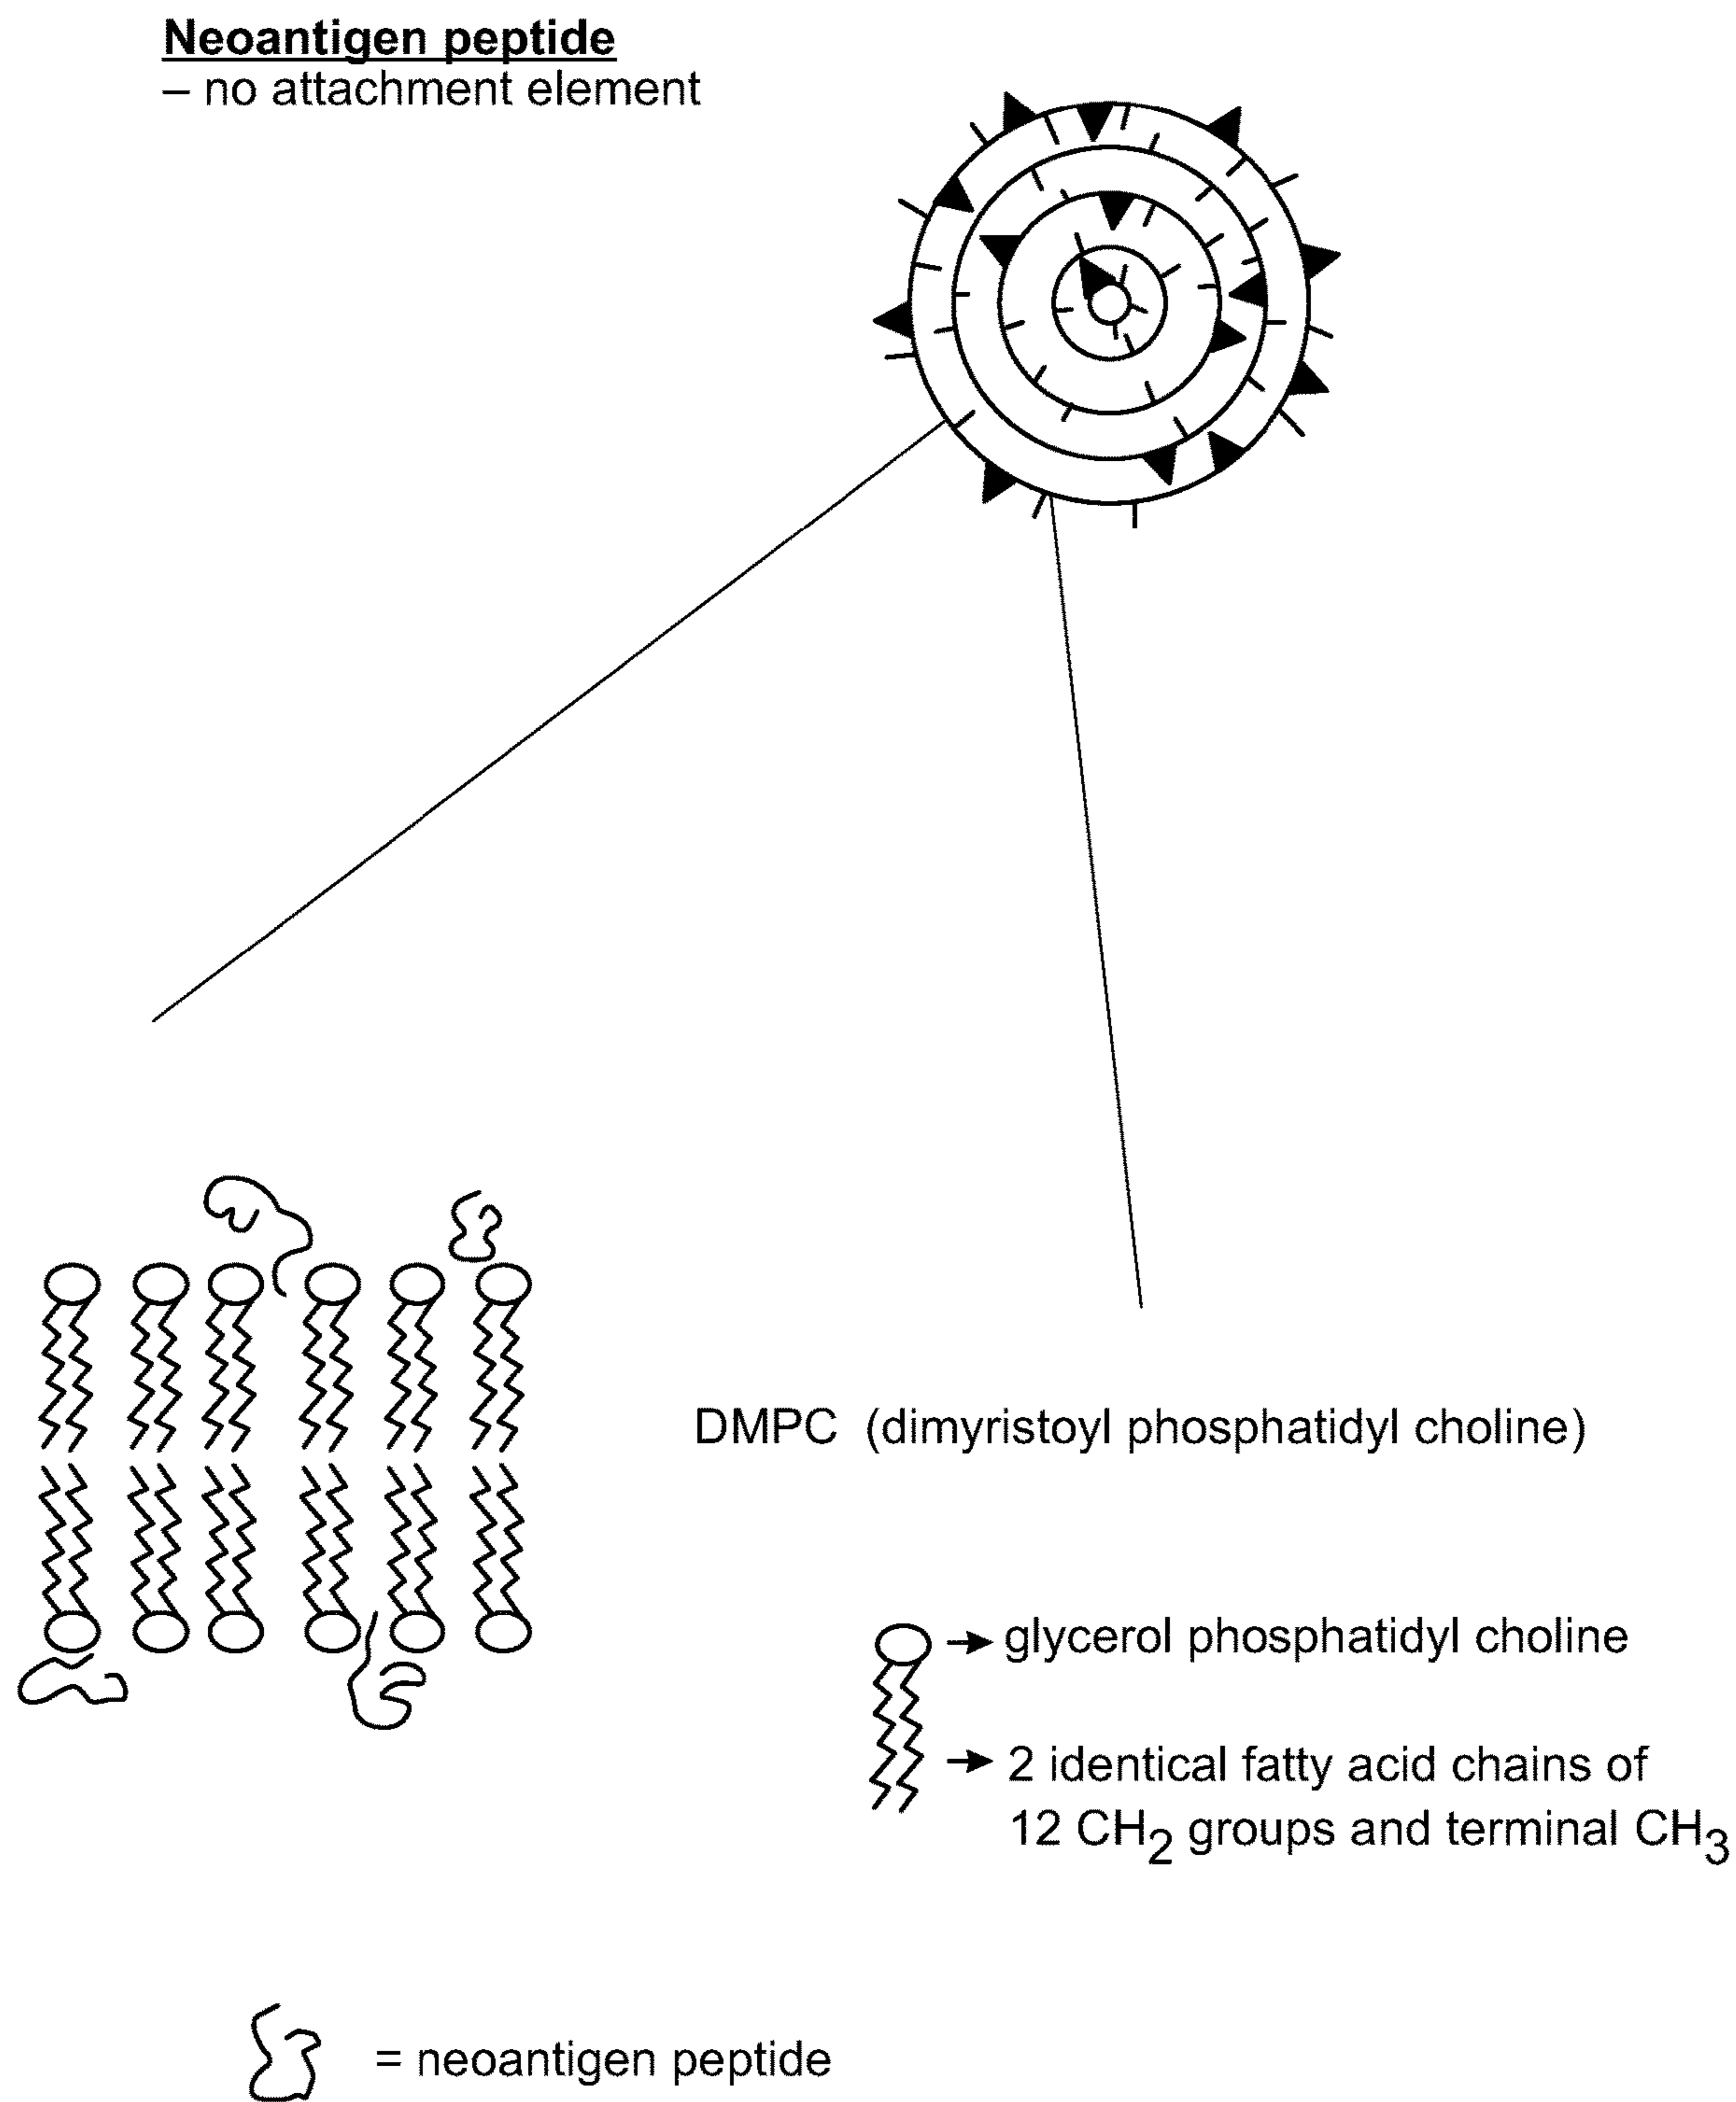 Neoantigen peptide
– no attachment element
DMPC (dimyristoyl phosphatidyl choline)
glycerol phosphatidyl choline
2 identical fatty acid chains of
12 CH2 groups and terminal CH3
= neoantigen peptide